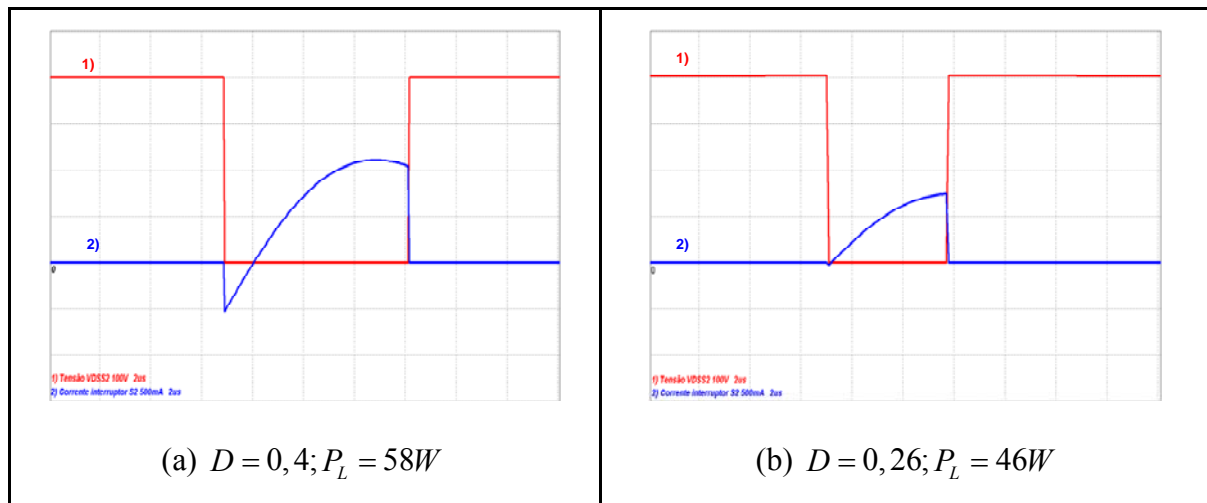 1)
2)
0
1) Tensão VDSS2 100V 2us
2) Corrente interruptor S2 500mA 2us
(a) D = 0,4; P_L = 58W
1)
2)
0
1) Tensão VDSS2 100V 2us
2) Corrente interruptor S2 500mA 2us
(b) D = 0,26; P_L = 46W